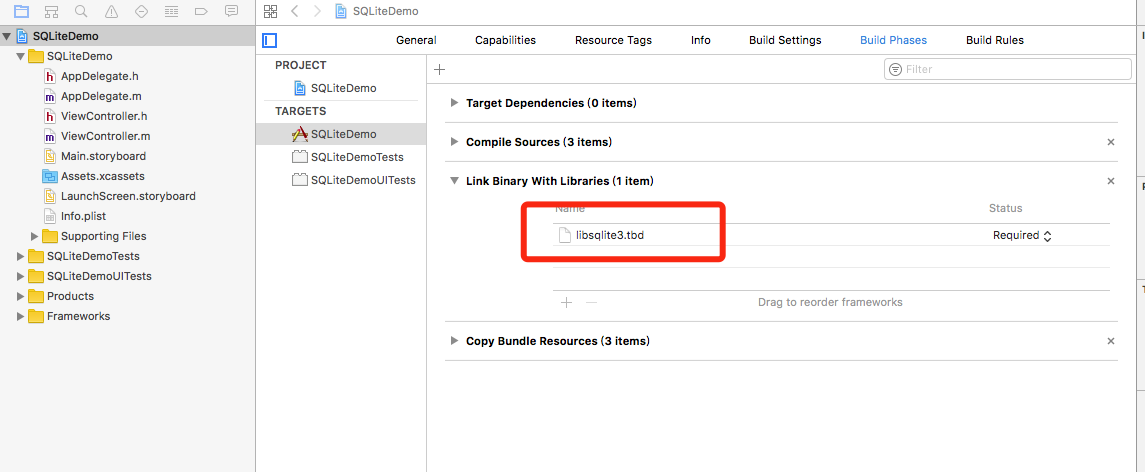 SQLiteDemo
SQLiteDemo
General Capabilities Resource Tags Info Build Settings Build Phases Build Rules
SQLiteDemo
AppDelegate.h
AppDelegate.m
ViewController.h
ViewController.m
Main.storyboard
Assets.xcassets
LaunchScreen.storyboard
Info.plist
Supporting Files
SQLiteDemoTests
SQLiteDemoUITests
Products
Frameworks
PROJECT
SQLiteDemo
TARGETS
SQLiteDemo
SQLiteDemoTests
SQLiteDemoUITests
Filter
Target Dependencies (0 items)
Compile Sources (3 items)
Link Binary With Libraries (1 item)
Name Status
libsqlite3.tbd Required
Drag to reorder frameworks
Copy Bundle Resources (3 items)